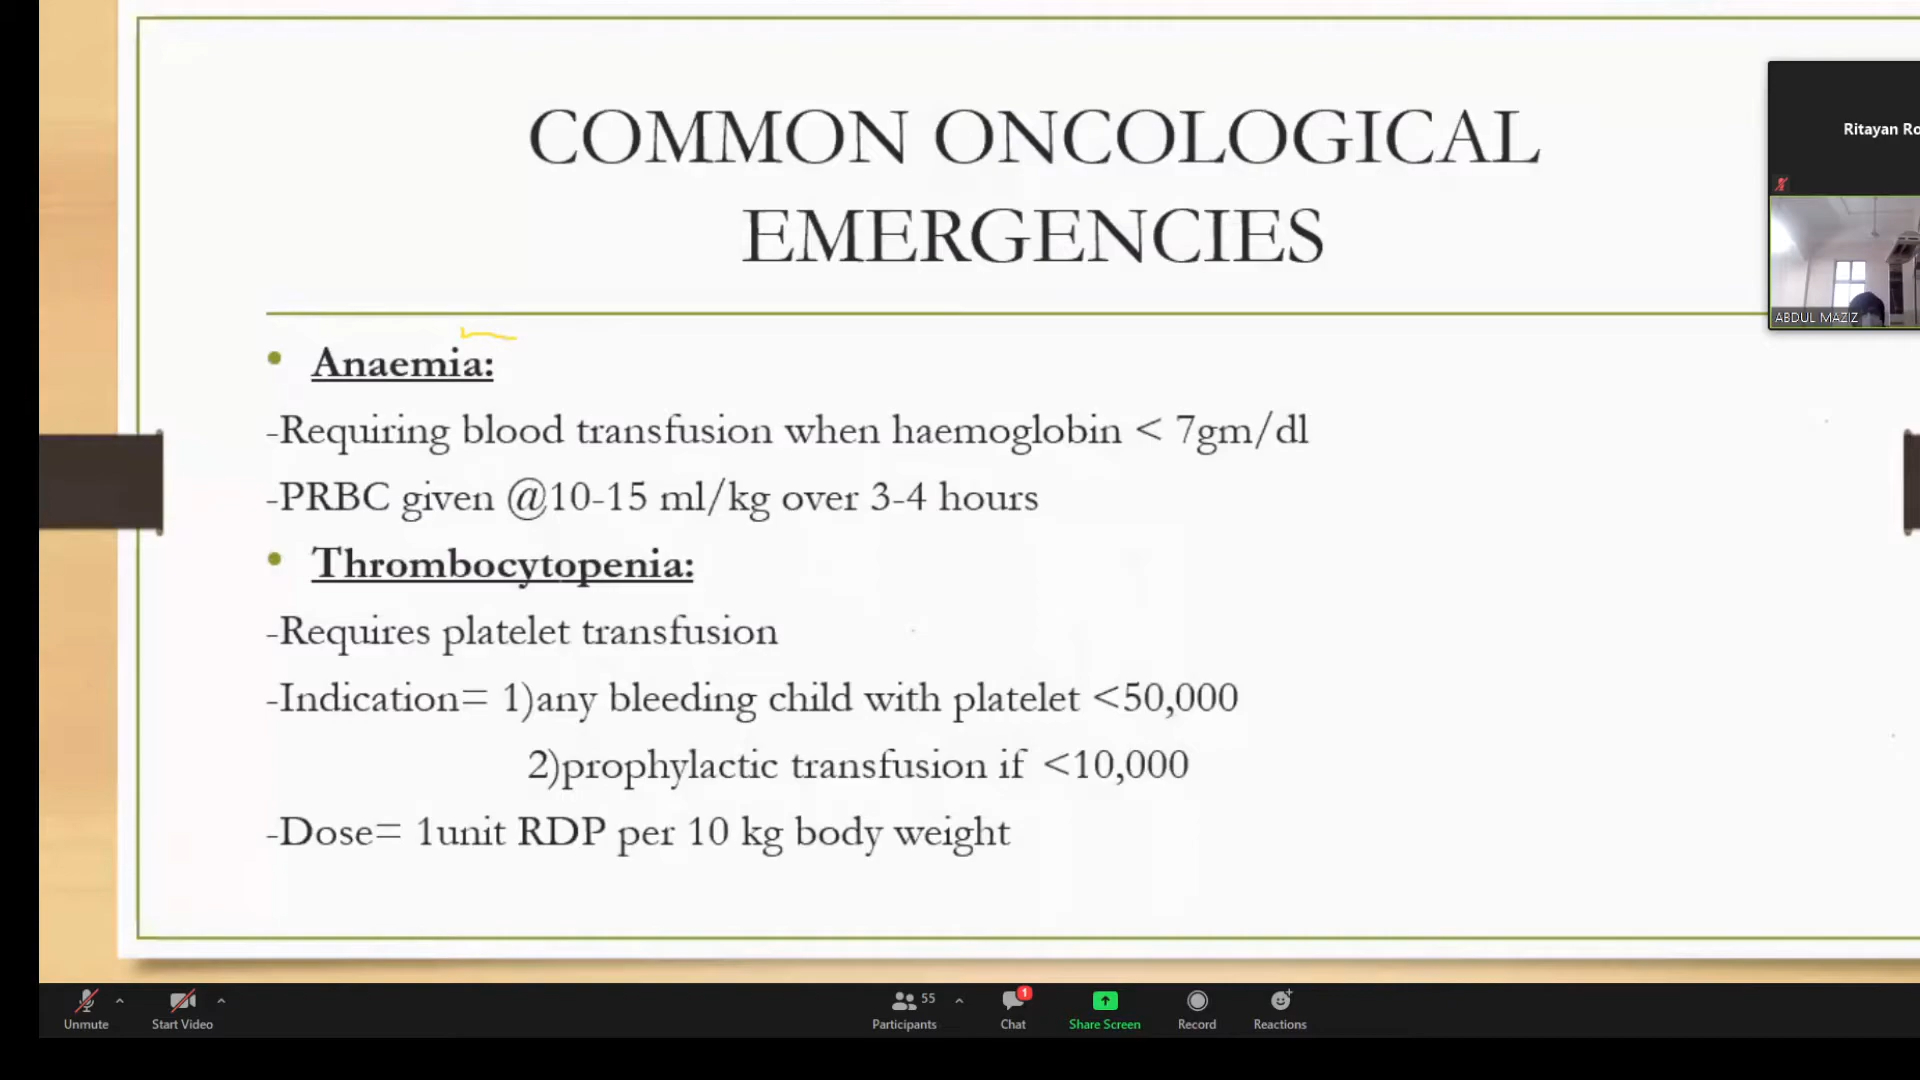 COMMON ONCOLOGICAL
EMERGENCIES
Ritayan Ro
ABDUL MAZIZ
• Anaemia:
-Requiring blood transfusion when haemoglobin < 7gm/dl
-PRBC given @10-15 ml/kg over 3-4 hours
• Thrombocytopenia:
-Requires platelet transfusion
-Indication= 1)any bleeding child with platelet <50,000
2)prophylactic transfusion if <10,000
-Dose= 1unit RDP per 10 kg body weight
55
1
Unmute
Start Video
Participants
Chat
Share Screen
Record
Reactions